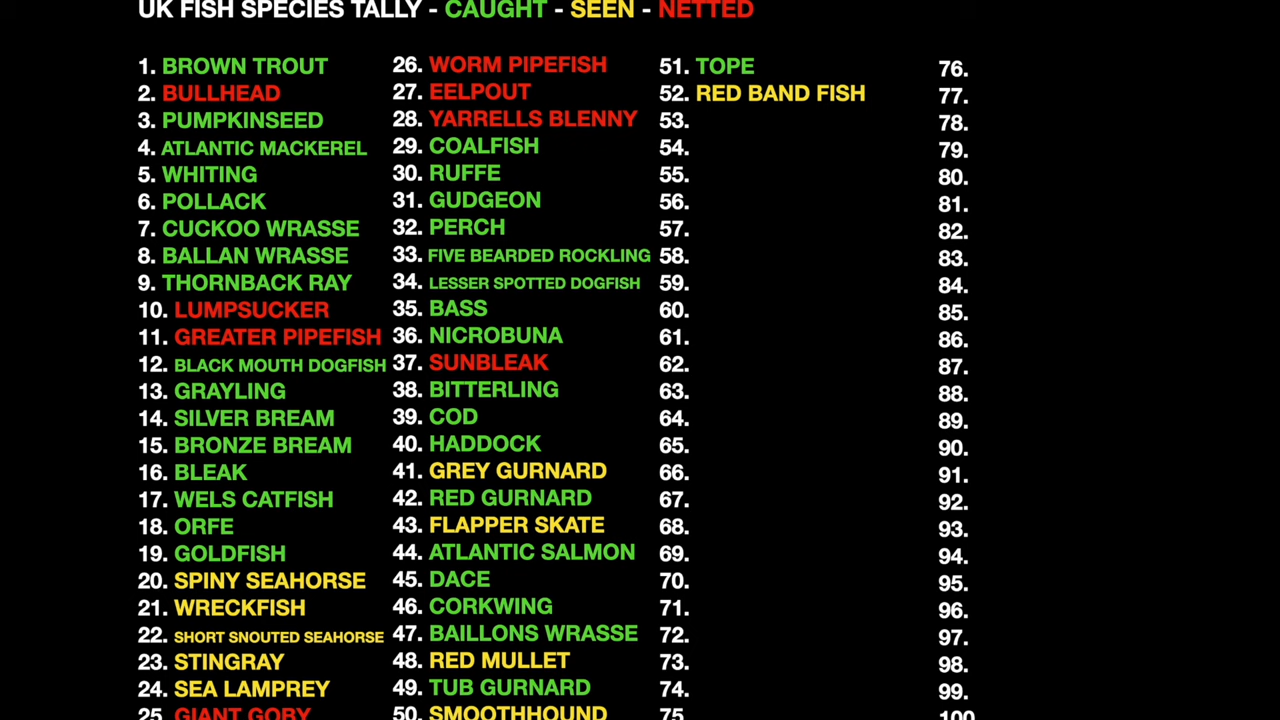 UK FISH SPECIES TALLY - CAUGHT - SEEN - NETTED
1. BROWN TROUT
2. BULLHEAD
3. PUMPKINSEED
4. ATLANTIC MACKEREL
5. WHITING
6. POLLACK
7. CUCKOO WRASSE
8. BALLAN WRASSE
9. THORNBACK RAY
10. LUMPSUCKER
11. GREATER PIPEFISH
12. BLACK MOUTH DOGFISH
13. GRAYLING
14. SILVER BREAM
15. BRONZE BREAM
16. BLEAK
17. WELS CATFISH
18. ORFE
19. GOLDFISH
20. SPINY SEAHORSE
21. WRECKFISH
22. SHORT SNOUTED SEAHORSE
23. STINGRAY
24. SEA LAMPREY
25. GIANT GOBY
26. WORM PIPEFISH
27. EELPOUT
28. YARRELLS BLENNY
29. COALFISH
30. RUFFE
31. GUDGEON
32. PERCH
33. FIVE BEARDED ROCKLING
34. LESSER SPOTTED DOGFISH
35. BASS
36. NICROBUNA
37. SUNBLEAK
38. BITTERLING
39. COD
40. HADDOCK
41. GREY GURNARD
42. RED GURNARD
43. FLAPPER SKATE
44. ATLANTIC SALMON
45. DACE
46. CORKWING
47. BAILLONS WRASSE
48. RED MULLET
49. TUB GURNARD
50. SMOOTHHOUND
51. TOPE
52. RED BAND FISH
53.
54.
55.
56.
57.
58.
59.
60.
61.
62.
63.
64.
65.
66.
67.
68.
69.
70.
71.
72.
73.
74.
75.
76.
77.
78.
79.
80.
81.
82.
83.
84.
85.
86.
87.
88.
89.
90.
91.
92.
93.
94.
95.
96.
97.
98.
99.
100.